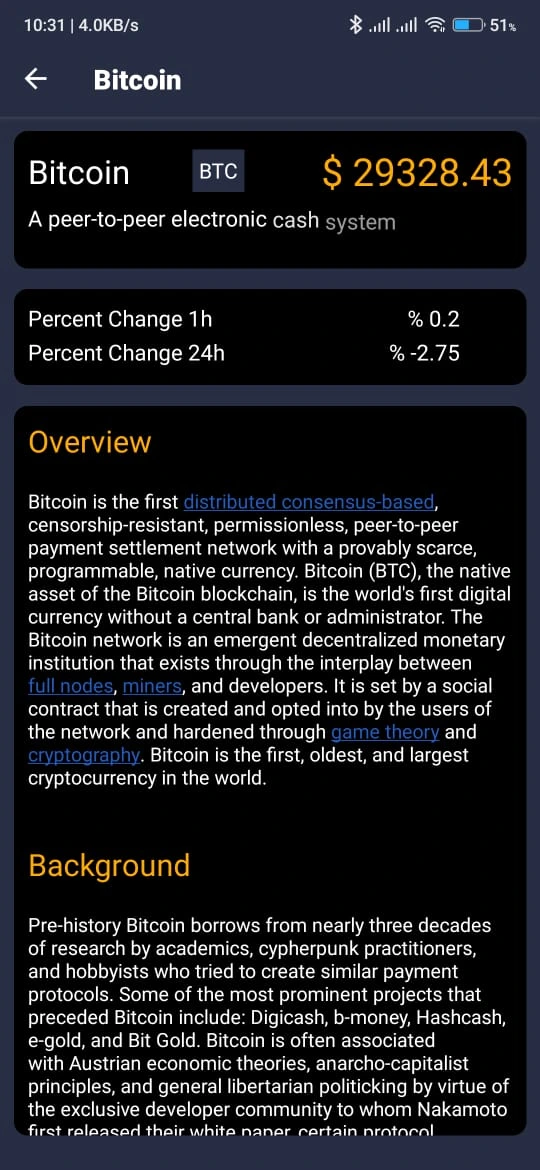 10:31 | 4.0KB/s 51%
Bitcoin
Bitcoin BTC $ 29328.43
A peer-to-peer electronic cash system
Percent Change 1h % 0.2
Percent Change 24h % -2.75
Overview
Bitcoin is the first distributed consensus-based,
censorship-resistant, permissionless, peer-to-peer
payment settlement network with a provably scarce,
programmable, native currency. Bitcoin (BTC), the native
asset of the Bitcoin blockchain, is the world's first digital
currency without a central bank or administrator. The
Bitcoin network is an emergent decentralized monetary
institution that exists through the interplay between
full nodes, miners, and developers. It is set by a social
contract that is created and opted into by the users of
the network and hardened through game theory and
cryptography. Bitcoin is the first, oldest, and largest
cryptocurrency in the world.
Background
Pre-history Bitcoin borrows from nearly three decades
of research by academics, cypherpunk practitioners,
and hobbyists who tried to create similar payment
protocols. Some of the most prominent projects that
preceded Bitcoin include: Digicash, b-money, Hashcash,
e-gold, and Bit Gold. Bitcoin is often associated
with Austrian economic theories, anarcho-capitalist
principles, and general libertarian politicking by virtue of
the exclusive developer community to whom Nakamoto
first released their white paper, certain protocol